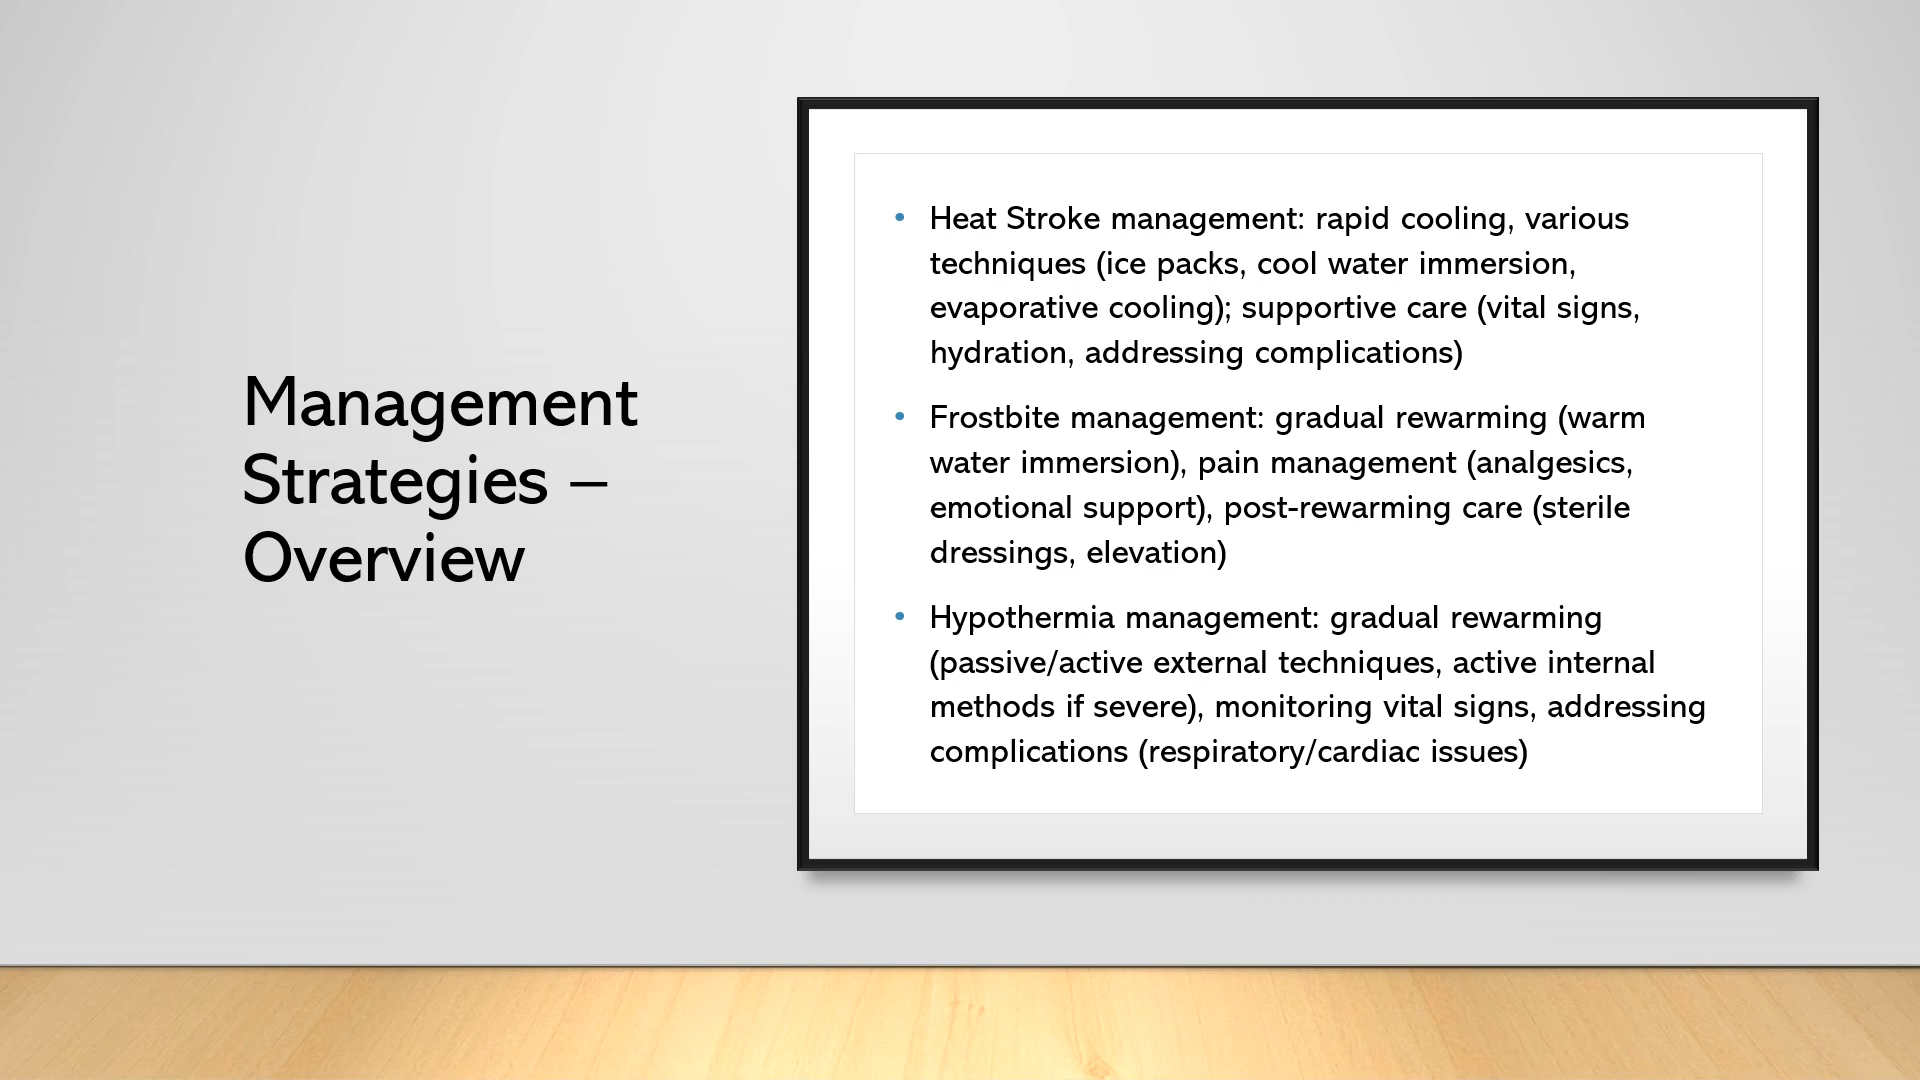 Management
Strategies –
Overview
• Heat Stroke management: rapid cooling, various
techniques (ice packs, cool water immersion,
evaporative cooling); supportive care (vital signs,
hydration, addressing complications)
• Frostbite management: gradual rewarming (warm
water immersion), pain management (analgesics,
emotional support), post-rewarming care (sterile
dressings, elevation)
• Hypothermia management: gradual rewarming
(passive/active external techniques, active internal
methods if severe), monitoring vital signs, addressing
complications (respiratory/cardiac issues)